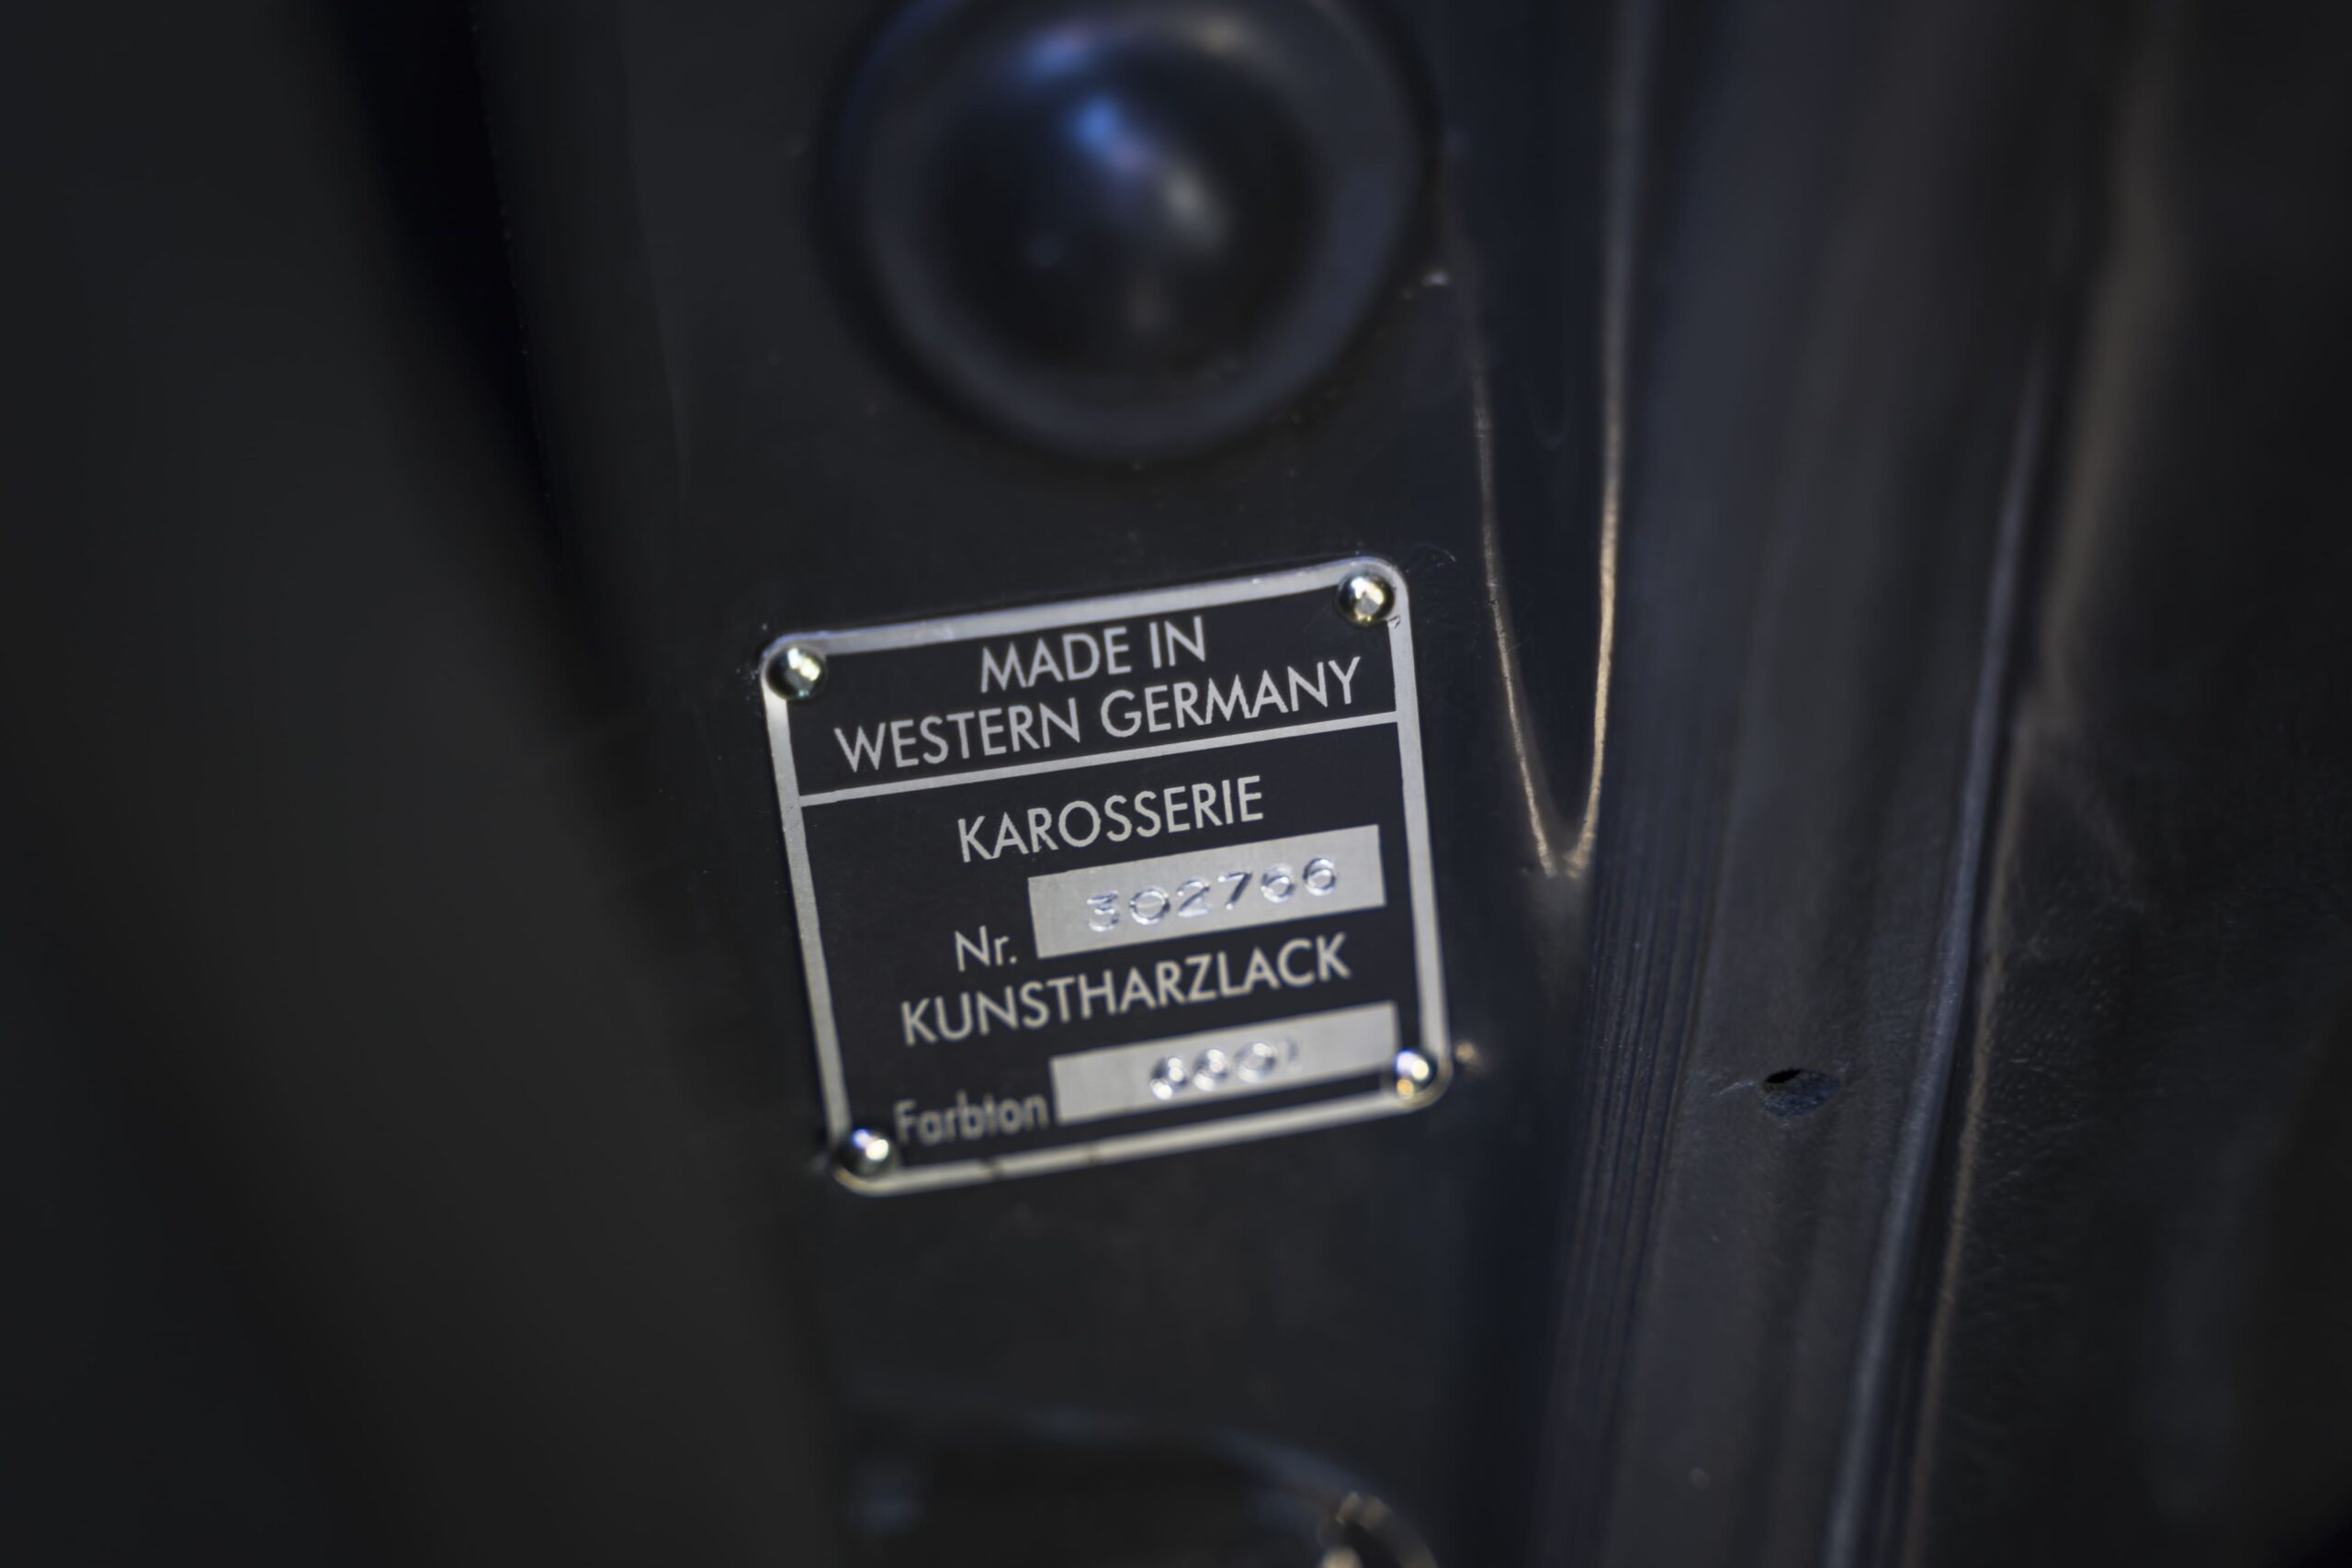 MADE IN
WESTERN GERMANY
KAROSSERIE
Nr. 302766
KUNSTHARZLACK
Farbton